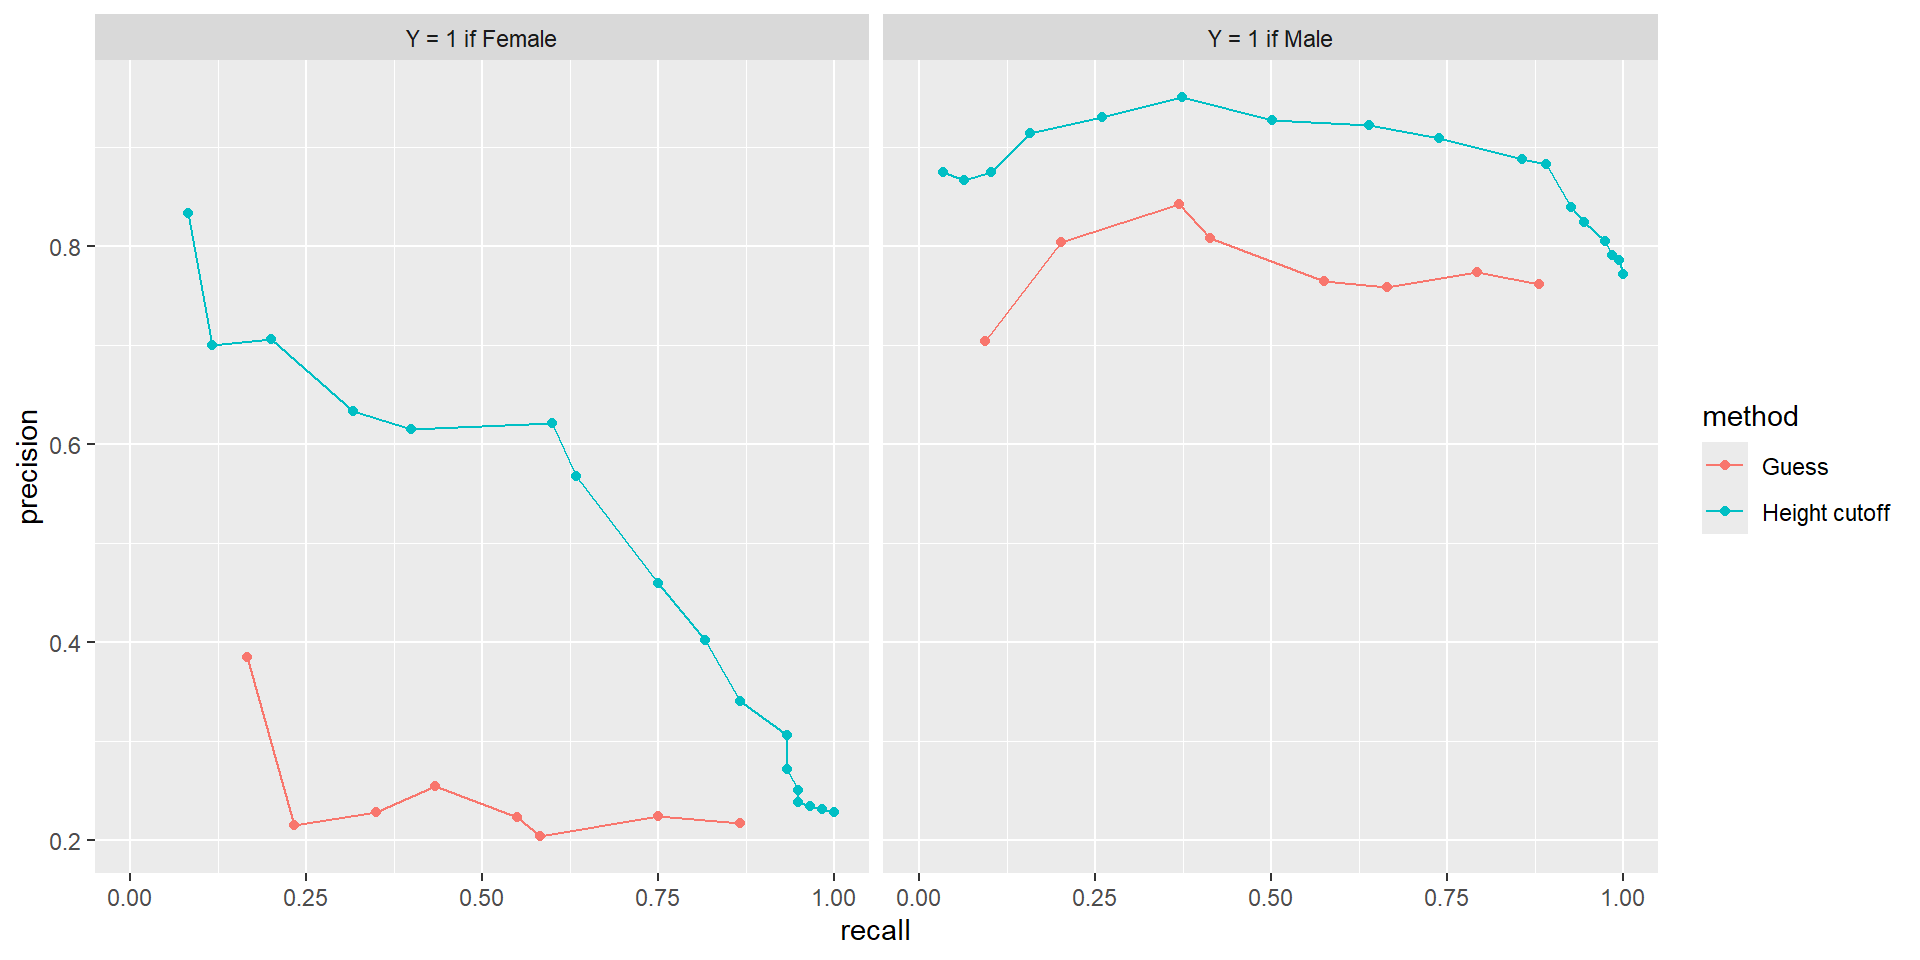 Y = 1 if Female
Y = 1 if Male
precision
0.8
0.6
0.4
0.2
0.00 0.25 0.50 0.75 1.00
0.00 0.25 0.50 0.75 1.00
recall
method
Guess
Height cutoff